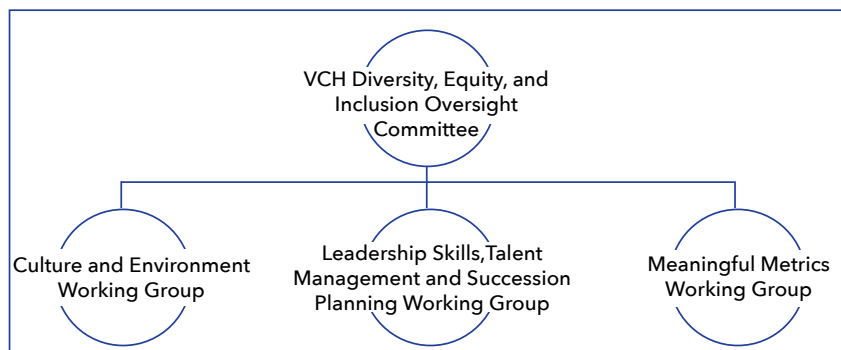 VCH Diversity, Equity, and
Inclusion Oversight
Committee
Culture and Environment
Working Group
Leadership Skills,Talent
Management and Succession
Planning Working Group
Meaningful Metrics
Working Group